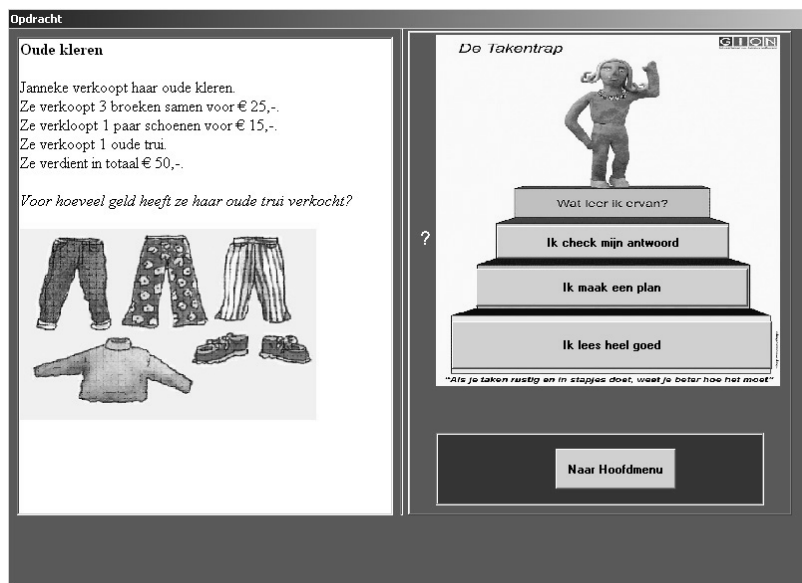 Opdracht
Oude kleren
Janneke verkoopt haar oude kleren.
Ze verkoopt 3 broeken samen voor € 25,-.
Ze verkloopt 1 paar schoenen voor € 15,-.
Ze verkoopt 1 oude trui.
Ze verdient in totaal € 50,-.
Voor hoeveel geld heeft ze haar oude trui verkocht?
De Takentrap
GION
Wat leer ik ervan?
?
Ik check mijn antwoord
Ik maak een plan
Ik lees heel goed
"Als je taken rustig en in stapjes doet, weet je beter hoe het moet"
Naar Hoofdmenu